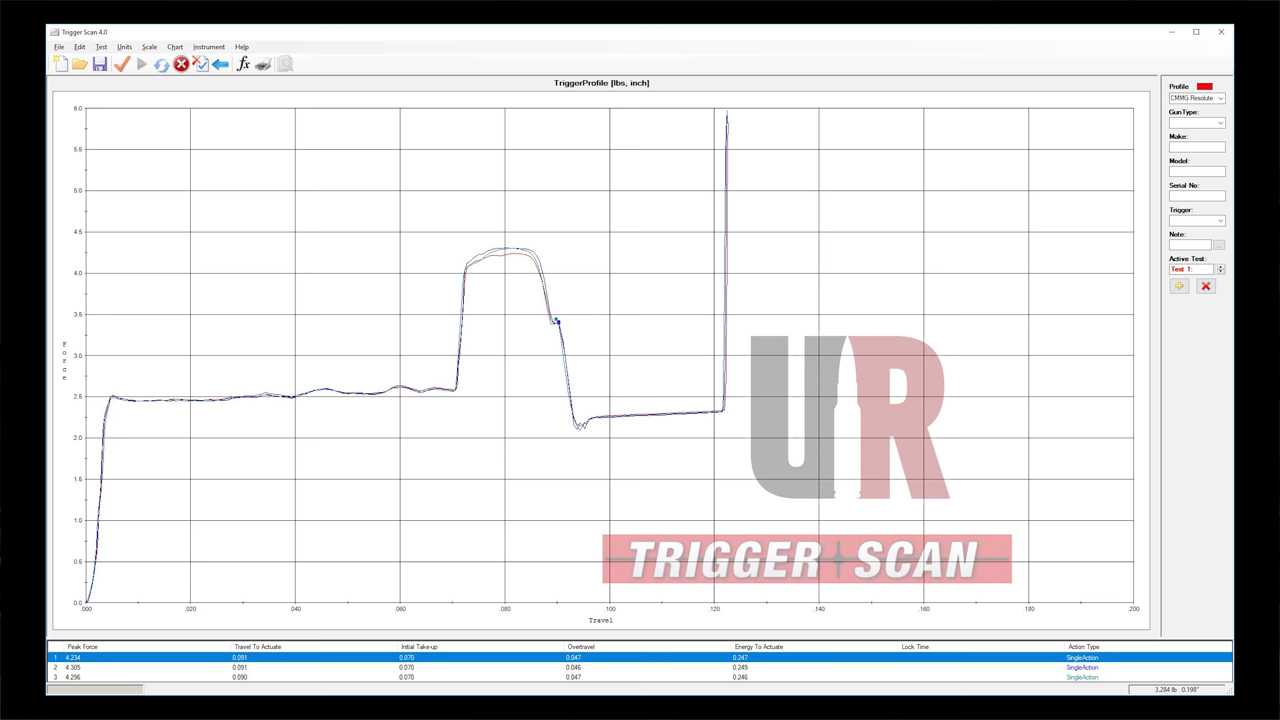 Trigger Scan 4.0
File Edit Test Units Scale Chart Instrument Help
fx
TriggerProfile [lbs, inch]
6.0
5.5
5.0
4.5
4.0
3.5
3.0
2.5
2.0
1.5
1.0
0.5
0.0
Force
.000 .020 .040 .060 .080 .100 .120 .140 .160 .180 .200
Travel
UR
TRIGGER SCAN
Profile
CMMG Resolute
GunType:
Make:
Model:
Serial No:
Trigger:
Note:
...
Active Test:
Test 1:
Peak Force Travel To Actuate Initial Take-up Overtravel Energy To Actuate Lock Time Action Type
1 4.234 0.091 0.070 0.047 0.247 SingleAction
2 4.305 0.091 0.070 0.046 0.249 SingleAction
3 4.296 0.090 0.070 0.047 0.246 SingleAction
3.284 lb 0.198"